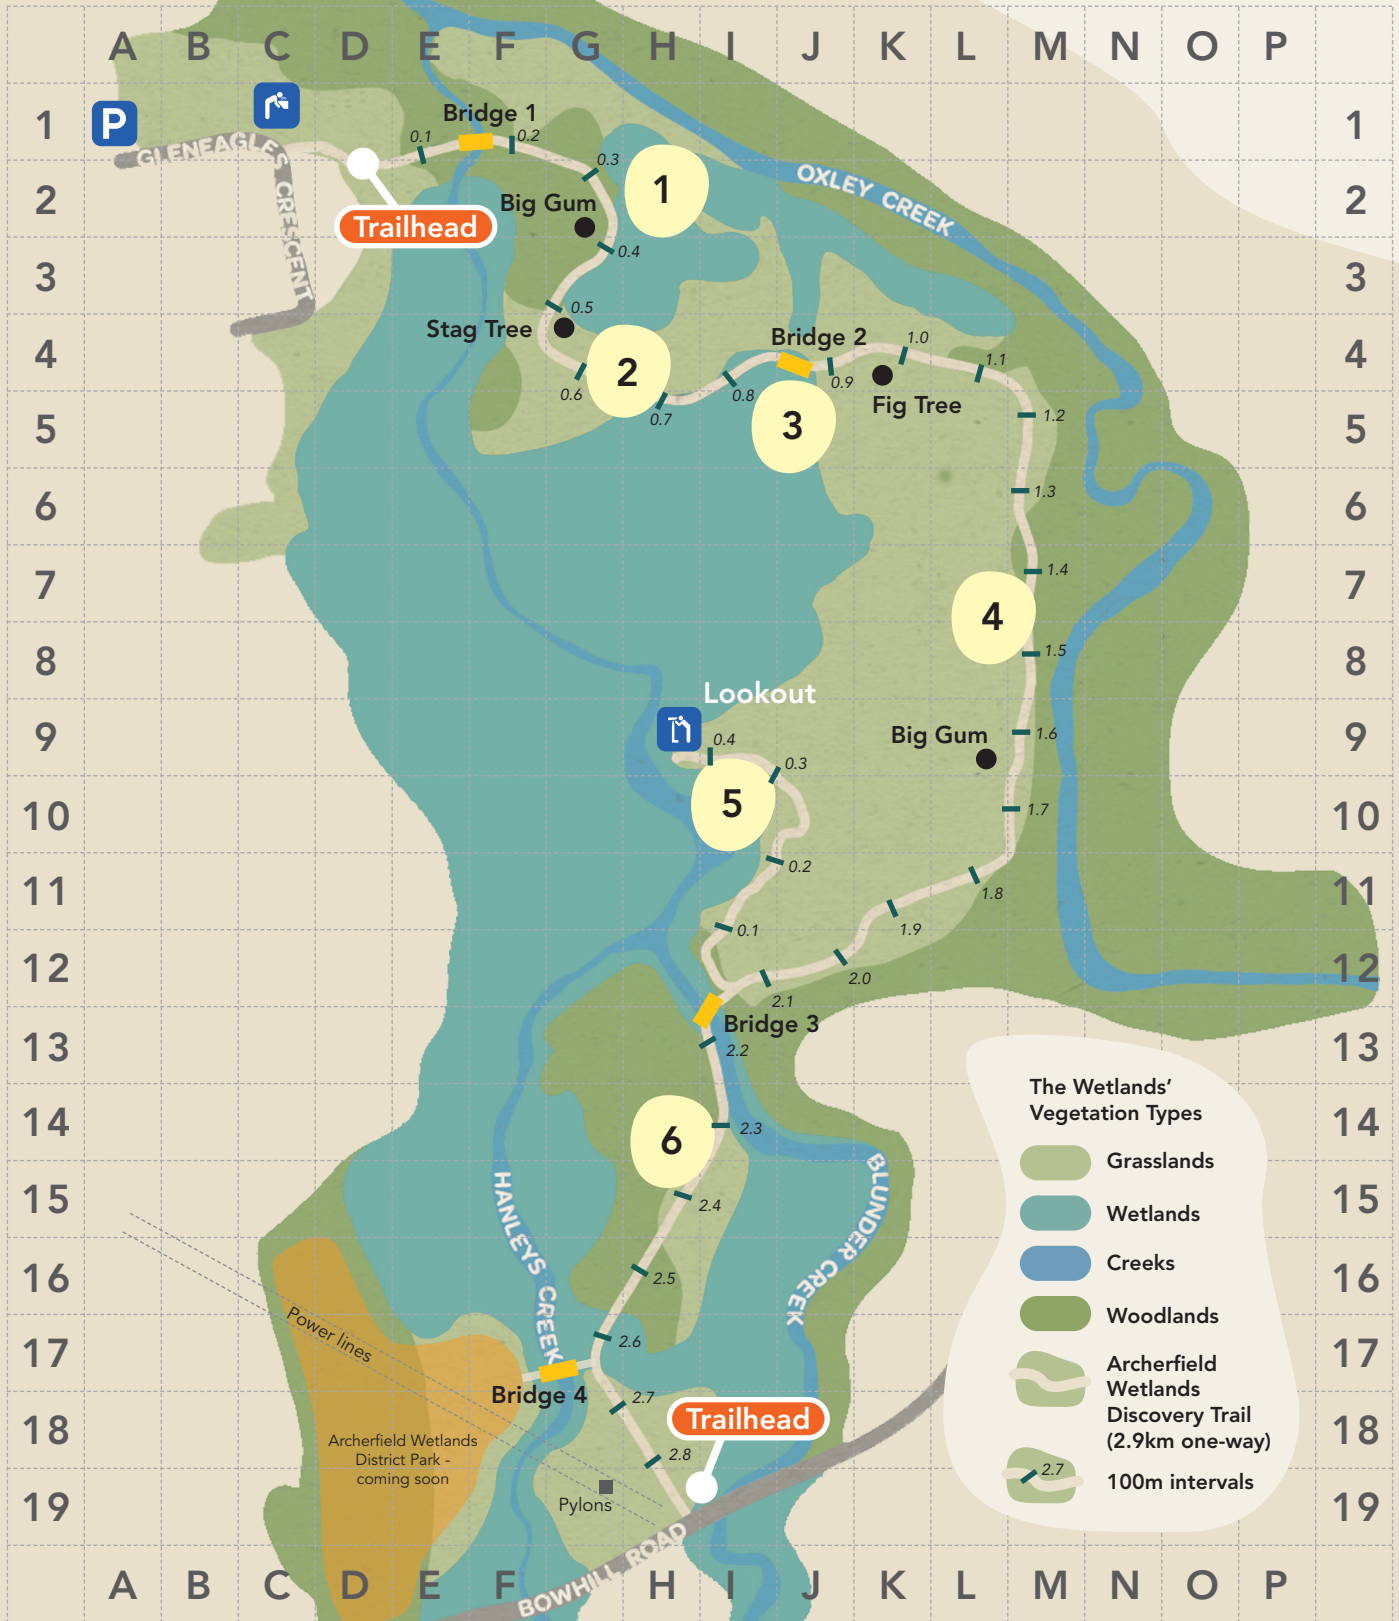 A B C D E F G H I J K L M N O P
1 1
P
Bridge 1
0.1
0.2
GLENEAGLES CRESCENT
0.3
2 2
1
OXLEY CREEK
Big Gum
Trailhead
0.4
3 3
0.5
Stag Tree
Bridge 2
1.0
4 4
2
1.1
0.6
0.8
0.9
Fig Tree
0.7
1.2
5 5
3
1.3
6 6
1.4
7 7
4
1.5
8 8
Lookout
0.4
1.6
9 9
Big Gum
0.3
5
1.7
10 10
0.2
1.8
11 11
1.9
0.1
12 12
2.0
2.1
Bridge 3
13 13
2.2
14 14
2.3
6
15 15
2.4
HANLEYS CREEK
BLUNDER CREEK
16 16
2.5
Power lines
2.6
17 17
Bridge 4
2.7
Trailhead
18 18
Archerfield Wetlands
District Park -
coming soon
2.8
Pylons
19 19
BOWHILL ROAD
A B C D E F G H I J K L M N O P
The Wetlands’
Vegetation Types
Grasslands
Wetlands
Creeks
Woodlands
Archerfield
Wetlands
Discovery Trail
(2.9km one-way)
2.7
100m intervals